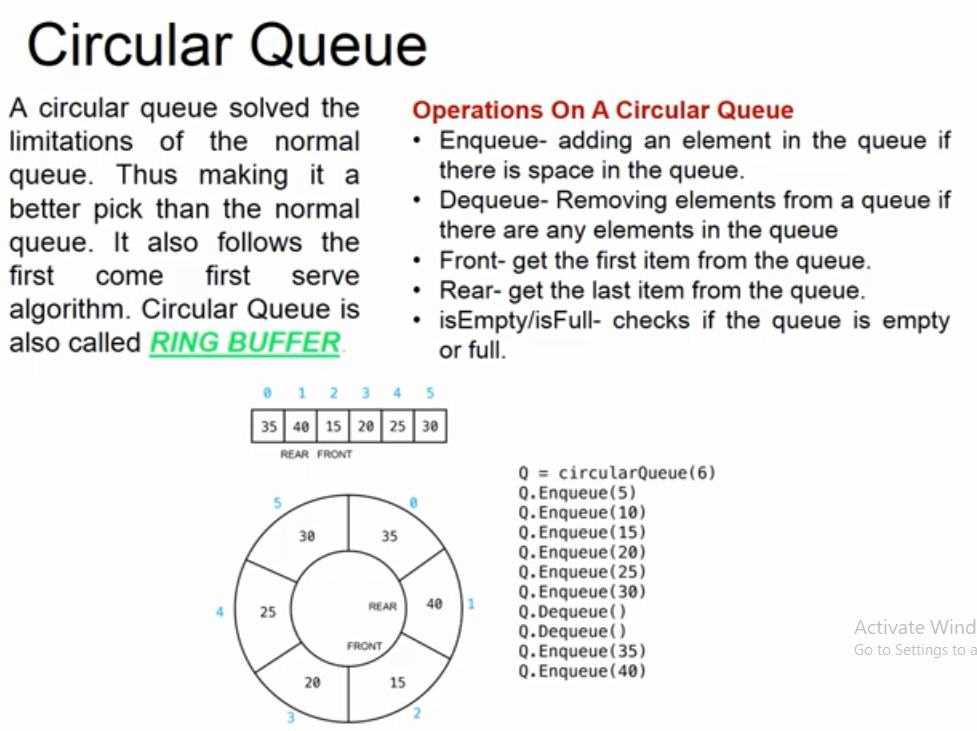 Circular Queue
A circular queue solved the
limitations of the normal
queue. Thus making it a
better pick than the normal
queue. It also follows the
first come first serve
algorithm. Circular Queue is
also called RING BUFFER.
Operations On A Circular Queue
• Enqueue- adding an element in the queue if
there is space in the queue.
• Dequeue- Removing elements from a queue if
there are any elements in the queue
• Front- get the first item from the queue.
• Rear- get the last item from the queue.
• isEmpty/isFull- checks if the queue is empty
or full.
0 1 2 3 4 5
35 40 15 20 25 30
REAR FRONT
5 0
30 35
4 25 REAR 40 1
FRONT
20 15
3 2
Q = circularQueue(6)
Q.Enqueue(5)
Q.Enqueue(10)
Q.Enqueue(15)
Q.Enqueue(20)
Q.Enqueue(25)
Q.Enqueue(30)
Q.Dequeue()
Q.Dequeue()
Q.Enqueue(35)
Q.Enqueue(40)
Activate Wind
Go to Settings to a